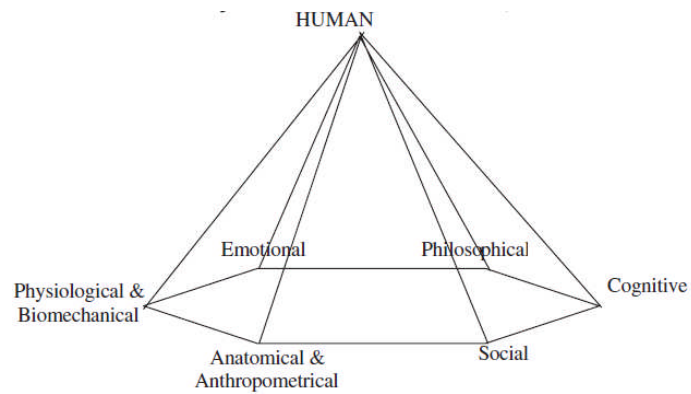 HUMAN
Emotional
Philosophical
Physiological &
Biomechanical
Cognitive
Anatomical &
Anthropometrical
Social